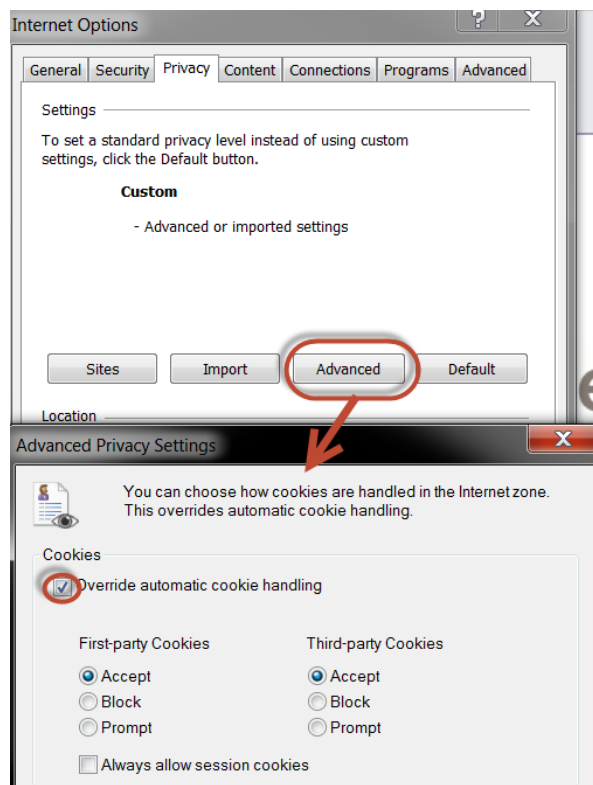 Internet Options
?
X
General Security Privacy Content Connections Programs Advanced
Settings
To set a standard privacy level instead of using custom
settings, click the Default button.
Custom
- Advanced or imported settings
Sites Import Advanced Default
Location
Advanced Privacy Settings
X
You can choose how cookies are handled in the Internet zone.
This overrides automatic cookie handling.
Cookies
Override automatic cookie handling
First-party Cookies Third-party Cookies
Accept Accept
Block Block
Prompt Prompt
Always allow session cookies